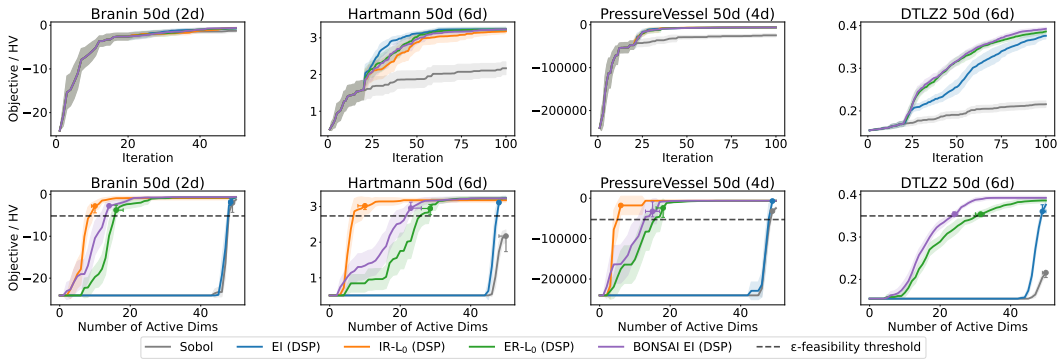 Branin 50d (2d)
Hartmann 50d (6d)
PressureVessel 50d (4d)
DTLZ2 50d (6d)
Objective / HV
0
−10
−20
0
20
40
Iteration
3
2
1
0
25
50
75
100
Iteration
0
−100000
−200000
0
25
50
75
100
Iteration
0.4
0.3
0.2
0
25
50
75
100
Iteration
Branin 50d (2d)
Hartmann 50d (6d)
PressureVessel 50d (4d)
DTLZ2 50d (6d)
Objective / HV
0
−10
−20
0
20
40
Number of Active Dims
3
2
1
0
20
40
Number of Active Dims
0
−100000
−200000
0
20
40
Number of Active Dims
0.4
0.3
0.2
0
20
40
Number of Active Dims
Sobol
EI (DSP)
IR-L₀ (DSP)
ER-L₀ (DSP)
BONSAI EI (DSP)
ε-feasibility threshold